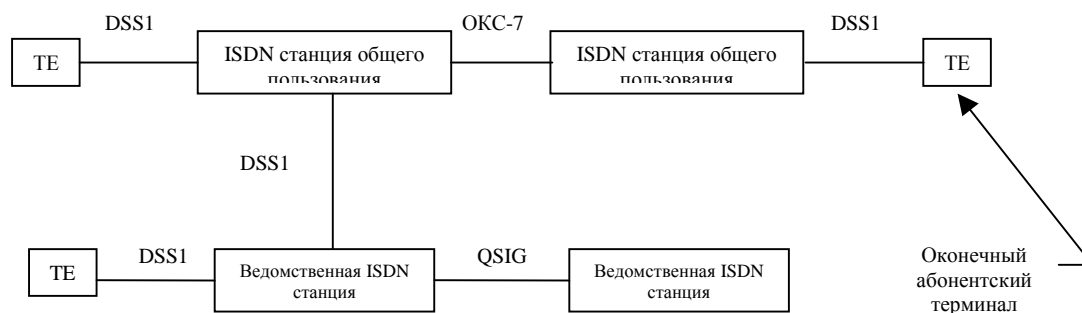 DSS1 ОКС-7 DSS1
TE ISDN станция общего ISDN станция общего TE
пользования пользования
DSS1
DSS1 QSIG
TE Ведомственная ISDN Ведомственная ISDN
станция станция
Оконечный
абонентский
терминал